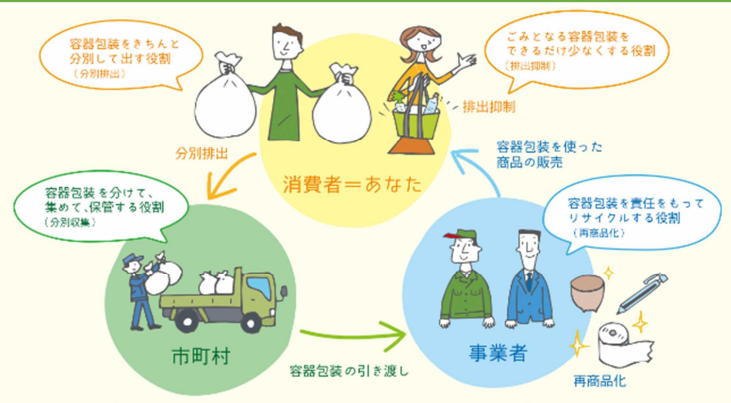 容器包装をきちんと
分別して出す役割
（分別排出）
ごみとなる容器包装を
できるだけ少なくする役割
（排出抑制）
排出抑制
分別排出
消費者＝あなた
容器包装を使った
商品の販売
容器包装を分けて、
集めて、保管する役割
（分別収集）
容器包装を責任をもって
リサイクルする役割
（再商品化）
市町村
容器包装の引き渡し
事業者
再商品化